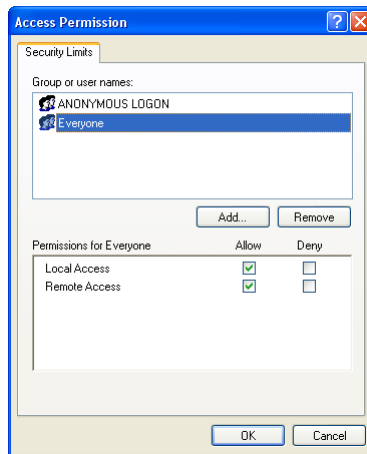 Access Permission
Security Limits
Group or user names:
ANONYMOUS LOGON
Everyone
Add... Remove
Permissions for Everyone Allow Deny
Local Access
Remote Access
OK Cancel